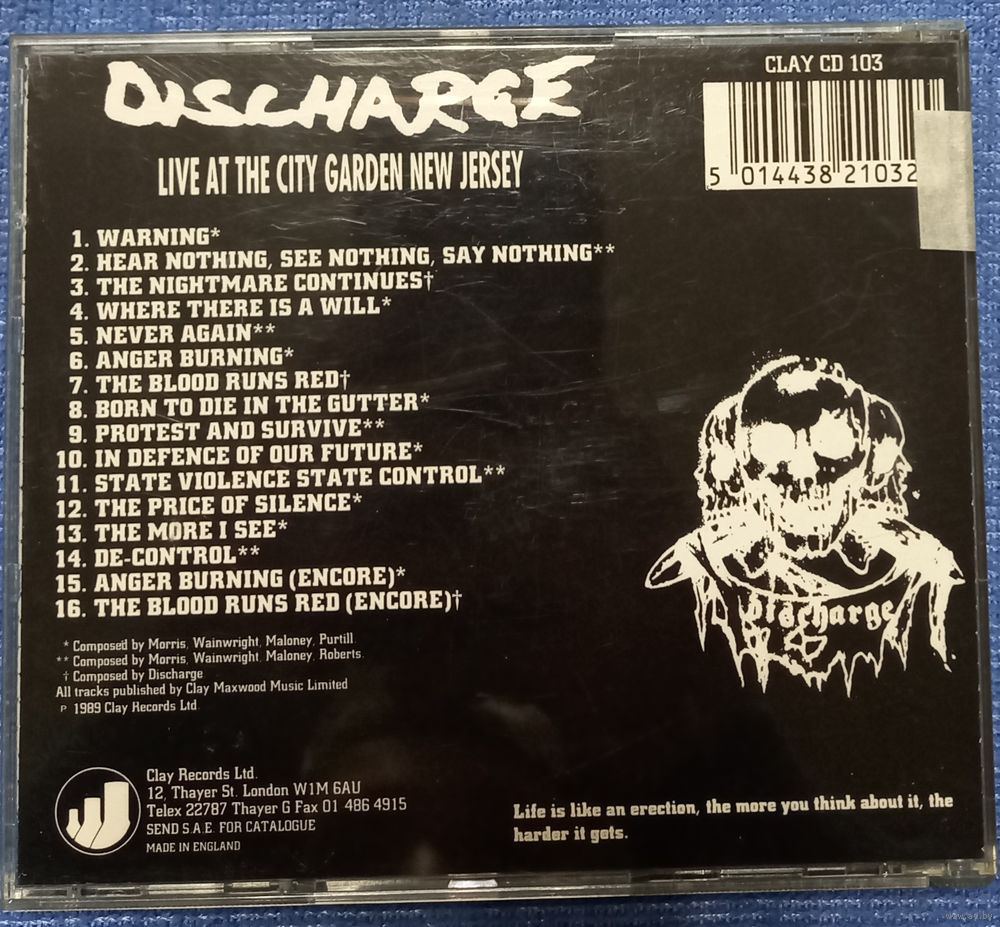 DISCHARGE
CLAY CD 103
LIVE AT THE CITY GARDEN NEW JERSEY
5 014438 21032
1. WARNING*
2. HEAR NOTHING, SEE NOTHING, SAY NOTHING**
3. THE NIGHTMARE CONTINUES†
4. WHERE THERE IS A WILL*
5. NEVER AGAIN**
6. ANGER BURNING*
7. THE BLOOD RUNS RED†
8. BORN TO DIE IN THE GUTTER*
9. PROTEST AND SURVIVE**
10. IN DEFENCE OF OUR FUTURE*
11. STATE VIOLENCE STATE CONTROL**
12. THE PRICE OF SILENCE*
13. THE MORE I SEE*
14. DE-CONTROL**
15. ANGER BURNING (ENCORE)*
16. THE BLOOD RUNS RED (ENCORE)†
Discharge
* Composed by Morris, Wainwright, Maloney, Purtill.
** Composed by Morris, Wainwright, Maloney, Roberts.
† Composed by Discharge
All tracks published by Clay Maxwood Music Limited
P 1989 Clay Records Ltd.
Clay Records Ltd.
12, Thayer St. London W1M 6AU
Telex 22787 Thayer G Fax 01 486 4915
SEND S.A.E. FOR CATALOGUE
MADE IN ENGLAND
Life is like an erection, the more you think about it, the
harder it gets.